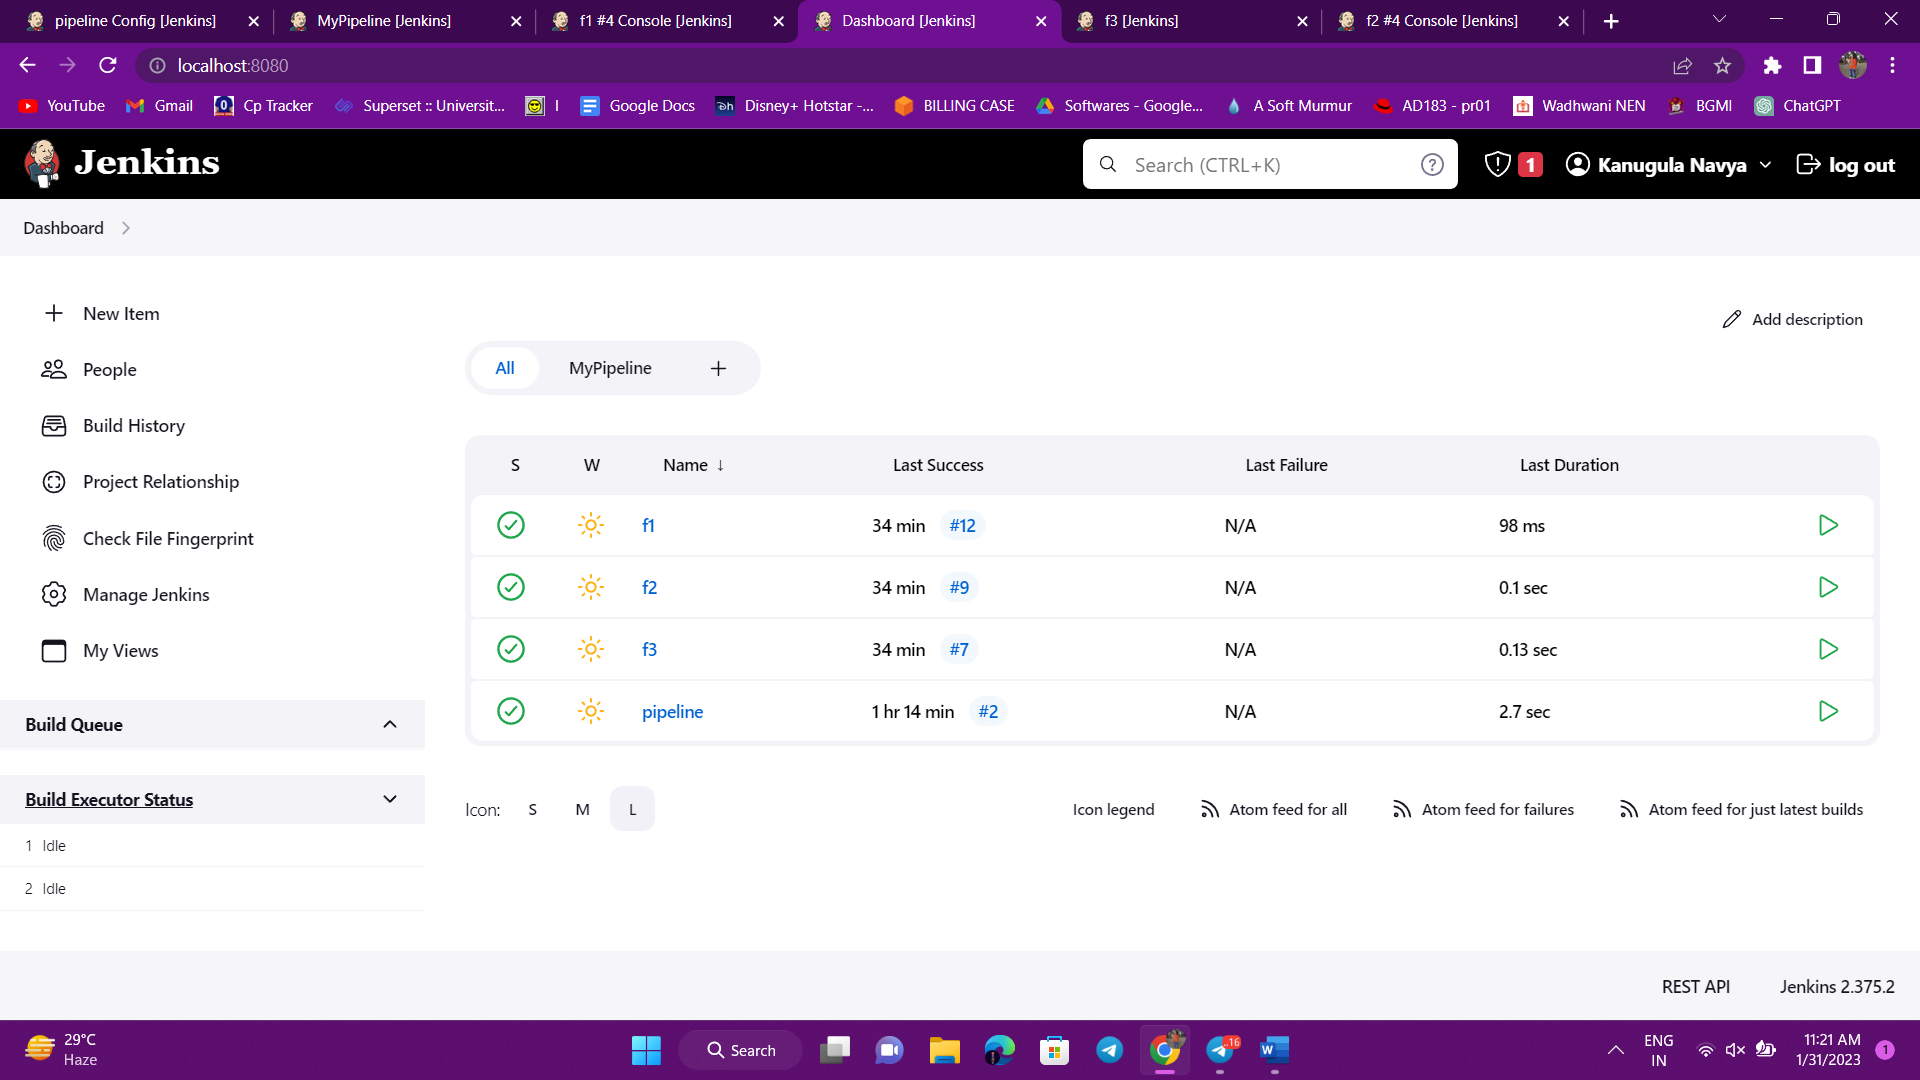 pipeline Config [Jenkins]
MyPipeline [Jenkins]
f1 #4 Console [Jenkins]
Dashboard [Jenkins]
f3 [Jenkins]
f2 #4 Console [Jenkins]
localhost:8080
YouTube
Gmail
Cp Tracker
Superset :: Universit...
I
Google Docs
Disney+ Hotstar -...
BILLING CASE
Softwares - Google...
A Soft Murmur
AD183 - pr01
Wadhwani NEN
BGMI
ChatGPT
Jenkins
Search (CTRL+K)
1
Kanugula Navya
log out
Dashboard
New Item
People
Build History
Project Relationship
Check File Fingerprint
Manage Jenkins
My Views
Build Queue
Build Executor Status
1 Idle
2 Idle
Add description
All
MyPipeline
S W Name ↓ Last Success Last Failure Last Duration
f1 34 min #12 N/A 98 ms
f2 34 min #9 N/A 0.1 sec
f3 34 min #7 N/A 0.13 sec
pipeline 1 hr 14 min #2 N/A 2.7 sec
Icon: S M L
Icon legend
Atom feed for all
Atom feed for failures
Atom feed for just latest builds
REST API
Jenkins 2.375.2
29°C
Haze
Search
..16
ENG
IN
11:21 AM
1/31/2023
1